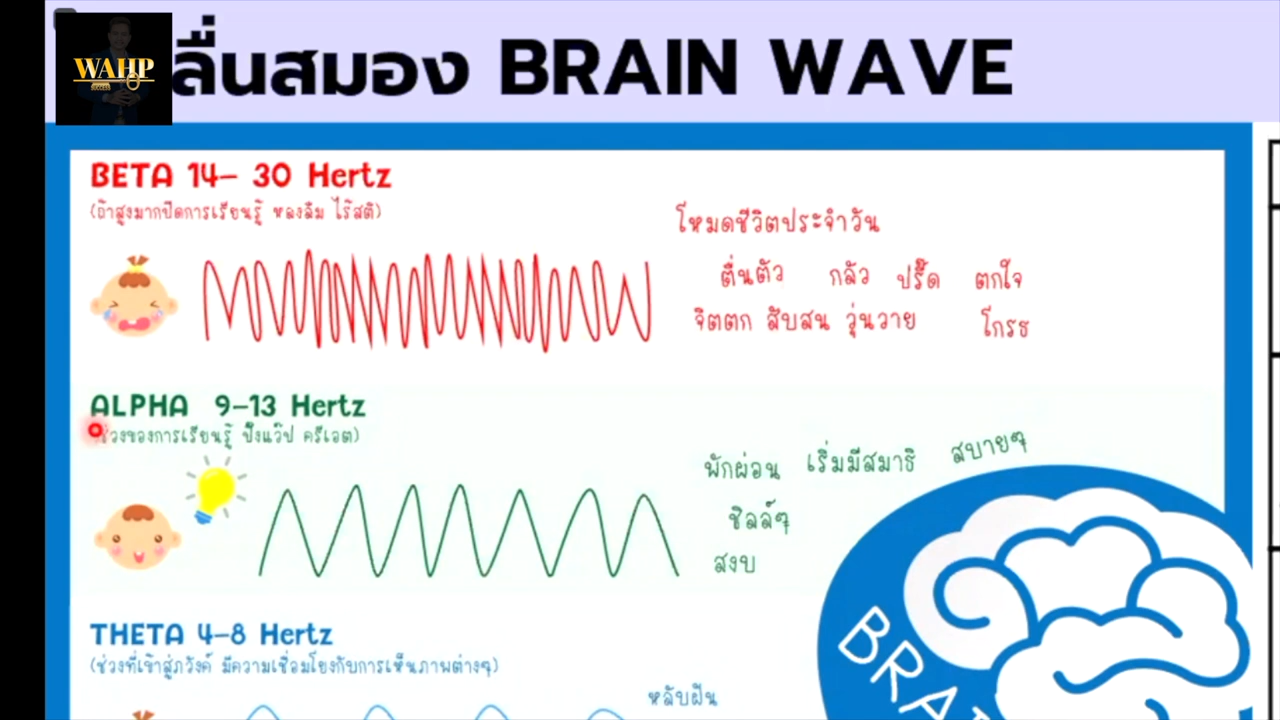 WAHP
ลื่นสมอง BRAIN WAVE
BETA 14– 30 Hertz
(ถ้าสูงมากปิดการเรียนรู้ หลงลืม ไร้สติ)
โหมดชีวิตประจำวัน
ตื่นตัว กลัว ปรี๊ด ตกใจ
จิตตก สับสน วุ่นวาย โกรธ
ALPHA 9–13 Hertz
ช่วงของการเรียนรู้ ปิ๊งแว๊ป ครีเอต)
พักผ่อน เริ่มมีสมาธิ สบายๆ
ชิลล์ๆ
สงบ
THETA 4–8 Hertz
(ช่วงที่เข้าสู่ภวังค์ มีความเชื่อมโยงกับการเห็นภาพต่างๆ)
หลับฝัน
BRA